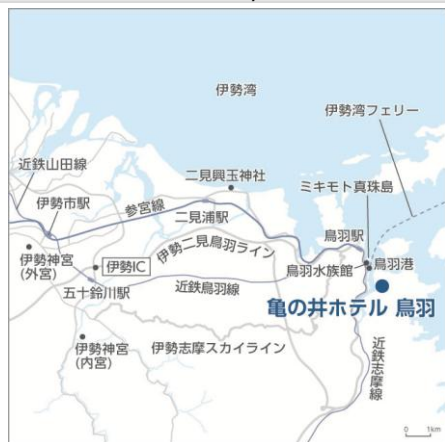 伊勢湾
伊勢湾フェリー
近鉄山田線
二見興玉神社
ミキモト真珠島
伊勢市駅
参宮線
二見浦駅
鳥羽駅
伊勢神宮
(外宮)
伊勢IC
伊勢二見鳥羽ライン
鳥羽水族館
鳥羽港
五十鈴川駅
近鉄鳥羽線
亀の井ホテル 鳥羽
伊勢神宮
(内宮)
伊勢志摩スカイライン
近鉄志摩線
0 1km